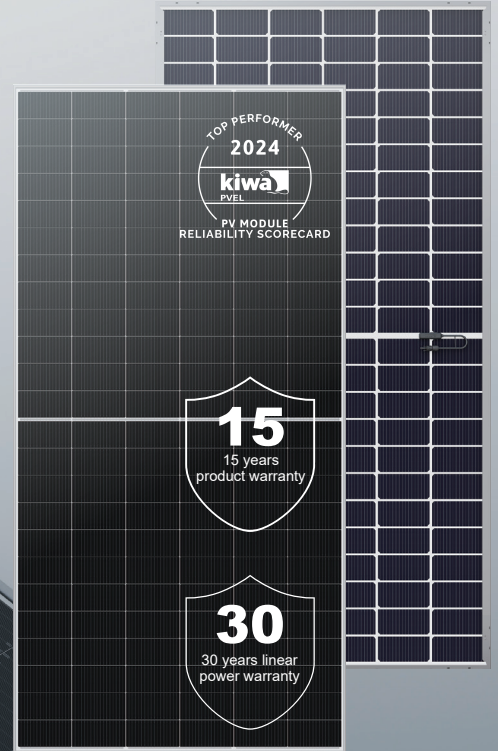 TOP PERFORMER
2024
kiwa
PVEL
PV MODULE
RELIABILITY SCORECARD
15
15 years
product warranty
30
30 years linear
power warranty